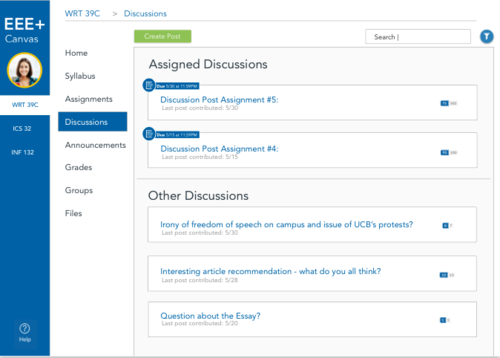 EEE+
Canvas
WRT 39C
ICS 32
INF 132
Help
WRT 39C > Discussions
Home
Syllabus
Assignments
Discussions
Announcements
Grades
Groups
Files
Create Post
Search |
Assigned Discussions
Due 5/30 at 11:59PM
Discussion Post Assignment #5:
Last post contributed: 5/30
Due 5/15 at 11:59PM
Discussion Post Assignment #4:
Last post contributed: 5/15
Other Discussions
Irony of freedom of speech on campus and issue of UCB's protests?
Last post contributed: 5/30
Interesting article recommendation - what do you all think?
Last post contributed: 5/28
Question about the Essay?
Last post contributed: 5/20